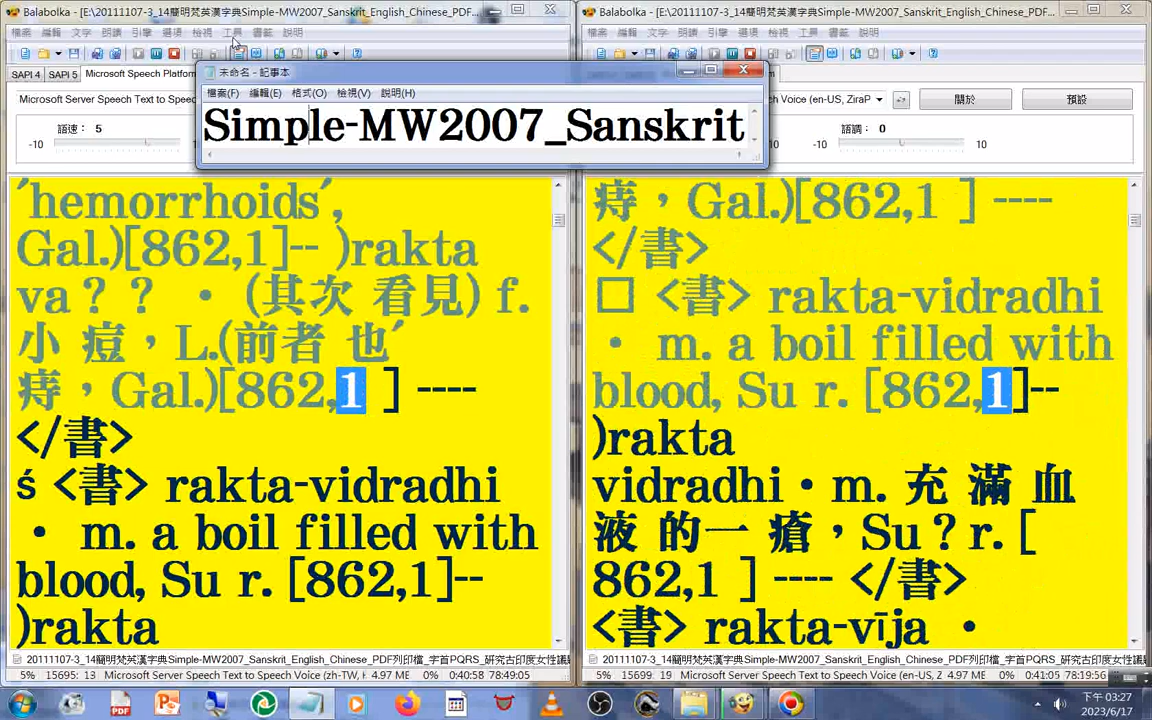 Balabolka - [E:\20111107-3_14簡明梵英漢字典Simple-MW2007_Sanskrit_English_Chinese_PDF...
檔案 編輯 文字 朗讀 引擎 選項 檢視 工具 書籤 說明
SAPI 4 SAPI 5 Microsoft Speech Platform
Microsoft Server Speech Text to Spee
語速： 5
-10
Balabolka - [E:\20111107-3_14簡明梵英漢字典Simple-MW2007_Sanskrit_English_Chinese_PDF...
檔案 編輯 文字 朗讀 引擎 選項 檢視 工具 書籤 說明
Voice (en-US, ZiraP
關於
預設
語調： 0
-10
10
未命名 - 記事本
檔案(F) 編輯(E) 格式(O) 檢視(V) 說明(H)
Simple-MW2007_Sanskrit
'hemorrhoids',
Gal.)[862,1]-- )rakta
va？？ • (其次 看見) f.
小 痘，L.(前者 也'
痔，Gal.)[862,1 ] ----
</書>
ś <書> rakta-vidradhi
• m. a boil filled with
blood, Su r. [862,1]--
)rakta
痔，Gal.)[862,1 ] ----
</書>
□ <書> rakta-vidradhi
• m. a boil filled with
blood, Su r. [862,1]--
)rakta
vidradhi • m. 充 滿 血
液 的一 瘡，Su？r. [
862,1 ] ---- </書>
<書> rakta-vīja •
20111107-3_14簡明梵英漢字典Simple-MW2007_Sanskrit_English_Chinese_PDF列印檔_字首PQRS_研究古印度女性議
5% 15695: 13 Microsoft Server Speech Text to Speech Voice (zh-TW, 4.97 MB 0% 0:40:58 78:49:05
20111107-3_14簡明梵英漢字典Simple-MW2007_Sanskrit_English_Chinese_PDF列印檔_字首PQRS_研究古印度女性議
5% 15699: Microsoft Server Speech Text to Speech Voice (en-US, Z 4.97 MB 0% 0:41:05 78:19:56
下午 03:27
2023/6/17